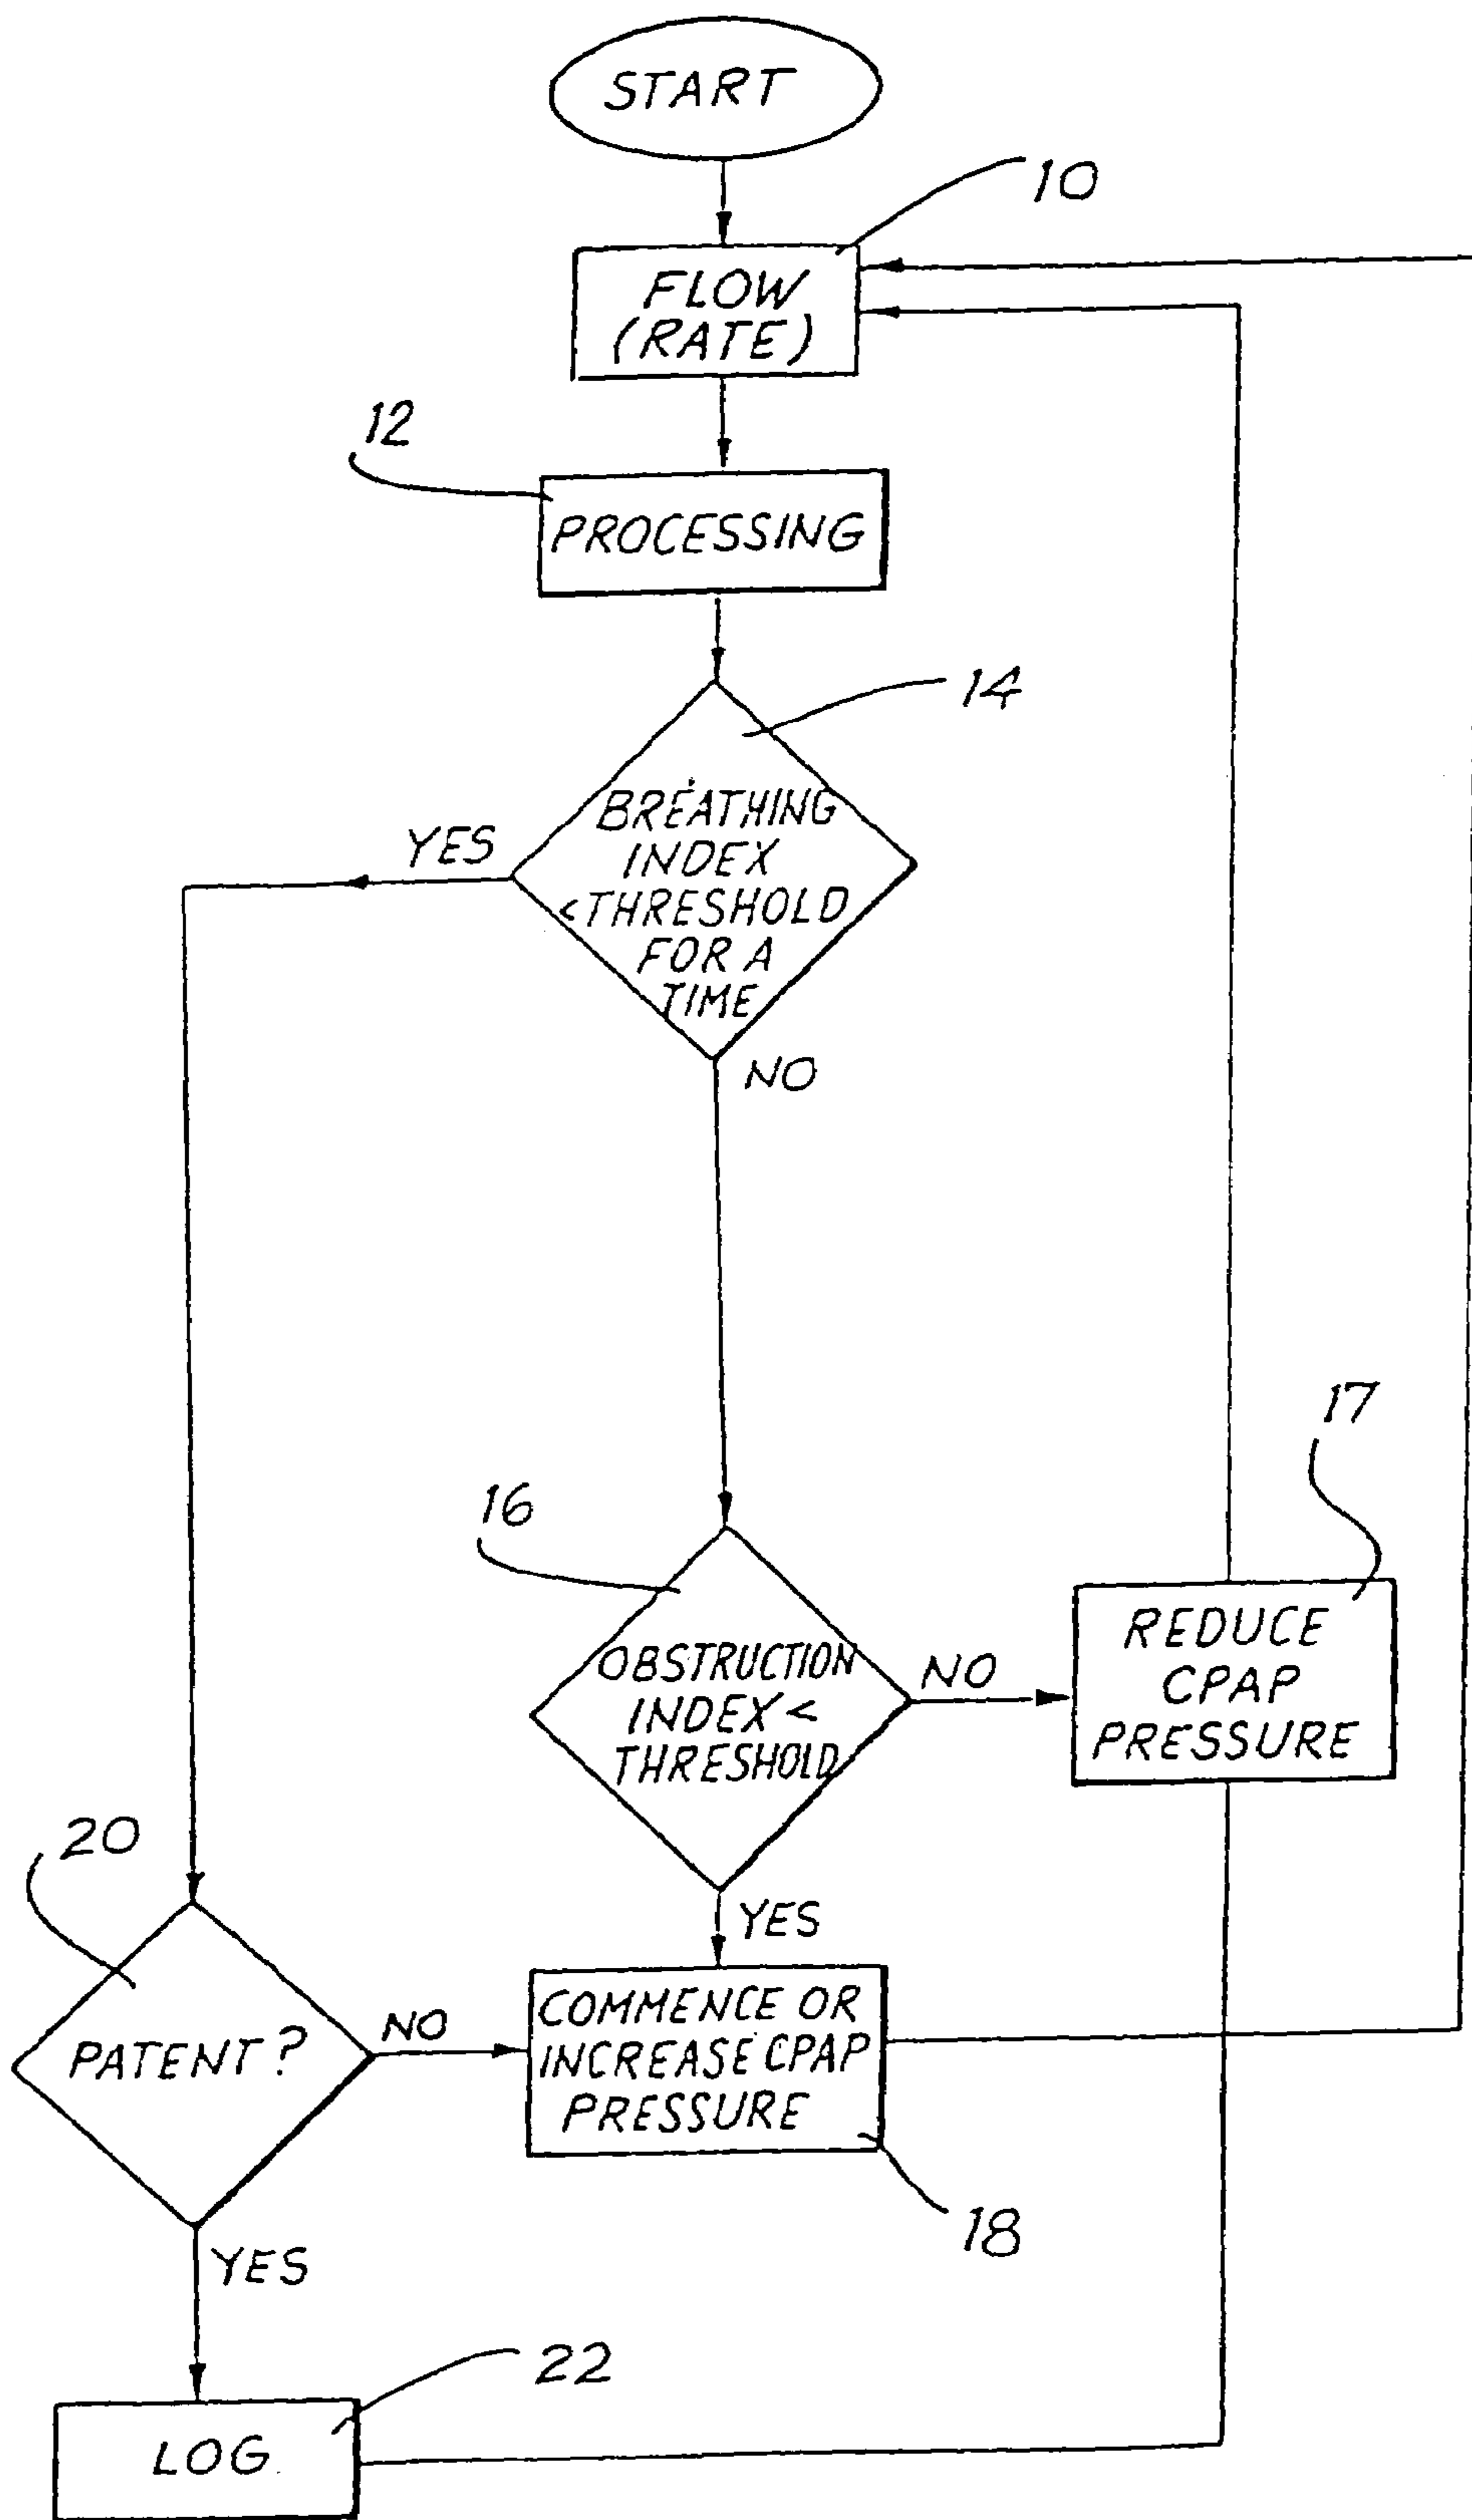 START
10
FLOW
(RATE)
12
PROCESSING
14
BREATHING
INDEX
<THRESHOLD
FOR A
TIME
YES
NO
17
16
OBSTRUCTION
INDEX <
THRESHOLD
NO
REDUCE
CPAP
PRESSURE
20
YES
PATENT?
NO
COMMENCE OR
INCREASE CPAP
PRESSURE
18
YES
22
LOG